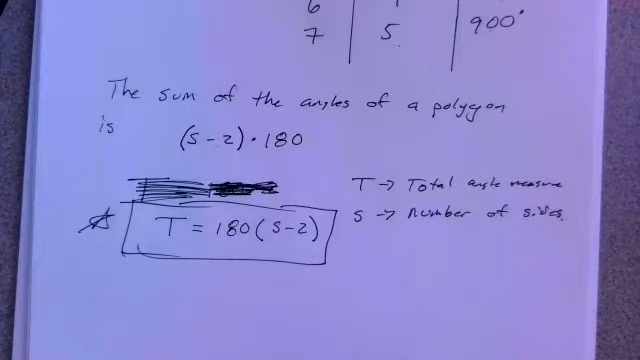 6
7 5 900°
The sum of the angles of a polygon
is
(s-2)·180
T → Total angle measure
T = 180(s-2)
s → Number of sides.